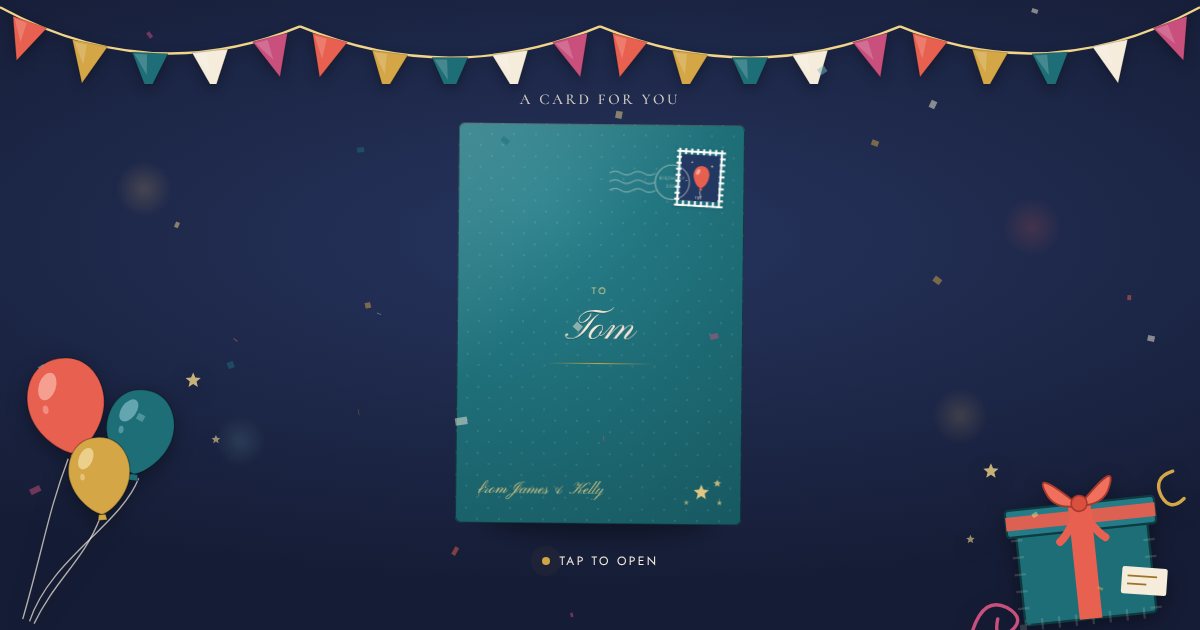 A CARD FOR YOU
TO
Tom
from James & Kelly
TAP TO OPEN